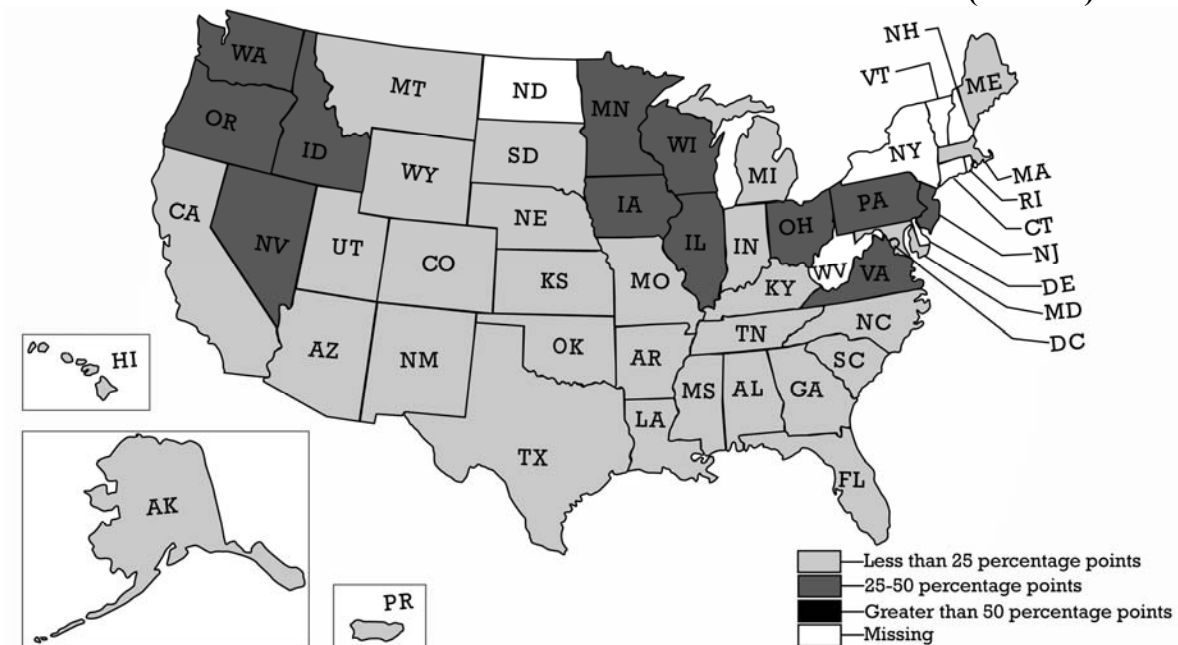 NH
VT
WA
MT
ND
MN
ME
OR
ID
SD
WI
NY
MI
MA
WY
RI
CA
NE
IA
PA
CT
NV
UT
CO
IL
IN
OH
NJ
KS
MO
WV
VA
DE
KY
MD
DC
TN
NC
AZ
NM
OK
AR
SC
HI
MS
AL
GA
LA
TX
FL
AK
PR
Less than 25 percentage points
25-50 percentage points
Greater than 50 percentage points
Missing